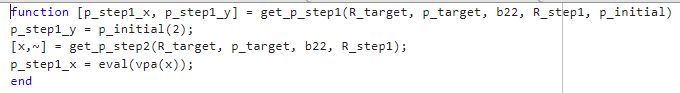 function [p_step1_x, p_step1_y] = get_p_step1(R_target, p_target, b22, R_step1, p_initial)
p_step1_y = p_initial(2);
[x,~] = get_p_step2(R_target, p_target, b22, R_step1);
p_step1_x = eval(vpa(x));
end